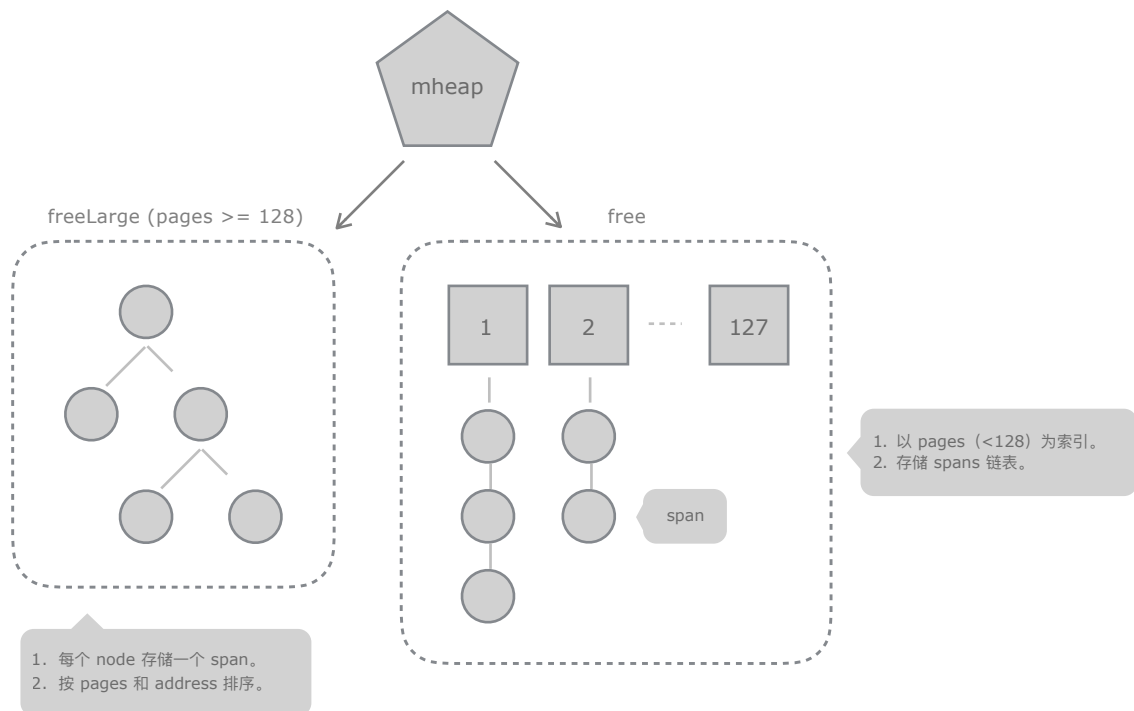 mheap
freeLarge (pages >= 128)
free
1
2
127
1. 以 pages（<128）为索引。
2. 存储 spans 链表。
span
1. 每个 node 存储一个 span。
2. 按 pages 和 address 排序。